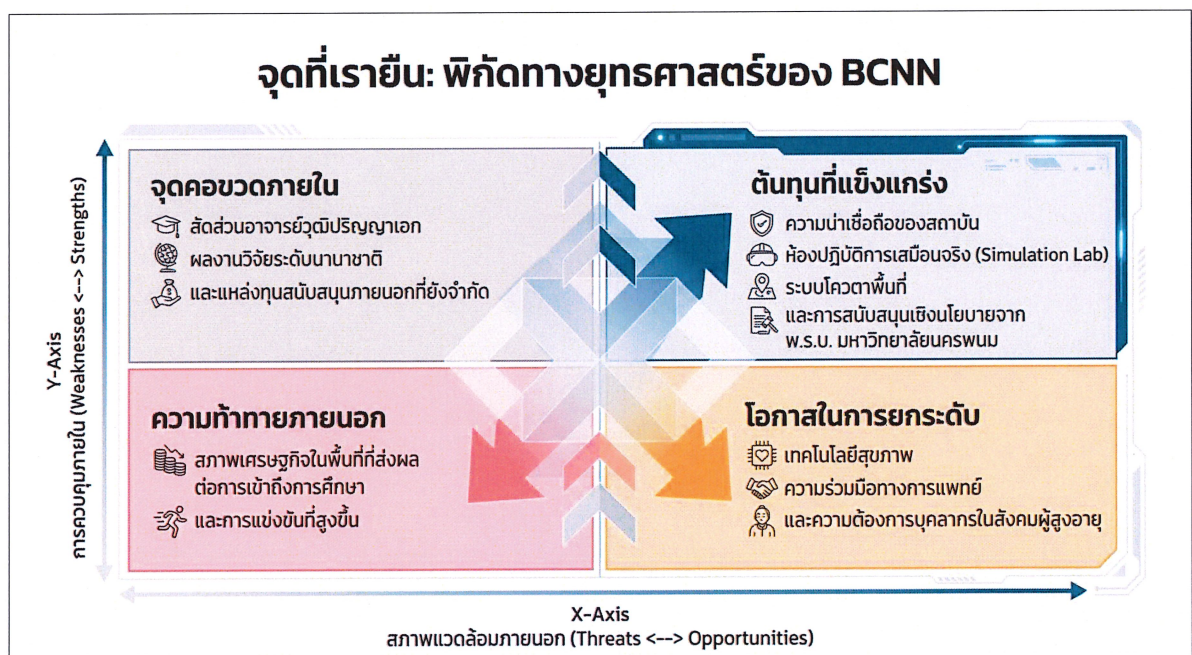 จุดที่เรายืน: พิกัดทางยุทธศาสตร์ของ BCNN
Y-Axis
การควบคุมภายใน (Weaknesses <--> Strengths)
จุดคอขวดภายใน
สัดส่วนอาจารย์วุฒิปริญญาเอก
ผลงานวิจัยระดับนานาชาติ
และแหล่งทุนสนับสนุนภายนอกที่ยังจำกัด
ต้นทุนที่แข็งแกร่ง
ความน่าเชื่อถือของสถาบัน
ห้องปฏิบัติการเสมือนจริง (Simulation Lab)
ระบบโควตาพื้นที่
และการสนับสนุนเชิงนโยบายจาก
พ.ร.บ. มหาวิทยาลัยนครพนม
ความท้าทายภายนอก
สภาพเศรษฐกิจในพื้นที่ที่ส่งผล
ต่อการเข้าถึงการศึกษา
และการแข่งขันที่สูงขึ้น
โอกาสในการยกระดับ
เทคโนโลยีสุขภาพ
ความร่วมมือทางการแพทย์
และความต้องการบุคลากรในสังคมผู้สูงอายุ
X-Axis
สภาพแวดล้อมภายนอก (Threats <--> Opportunities)